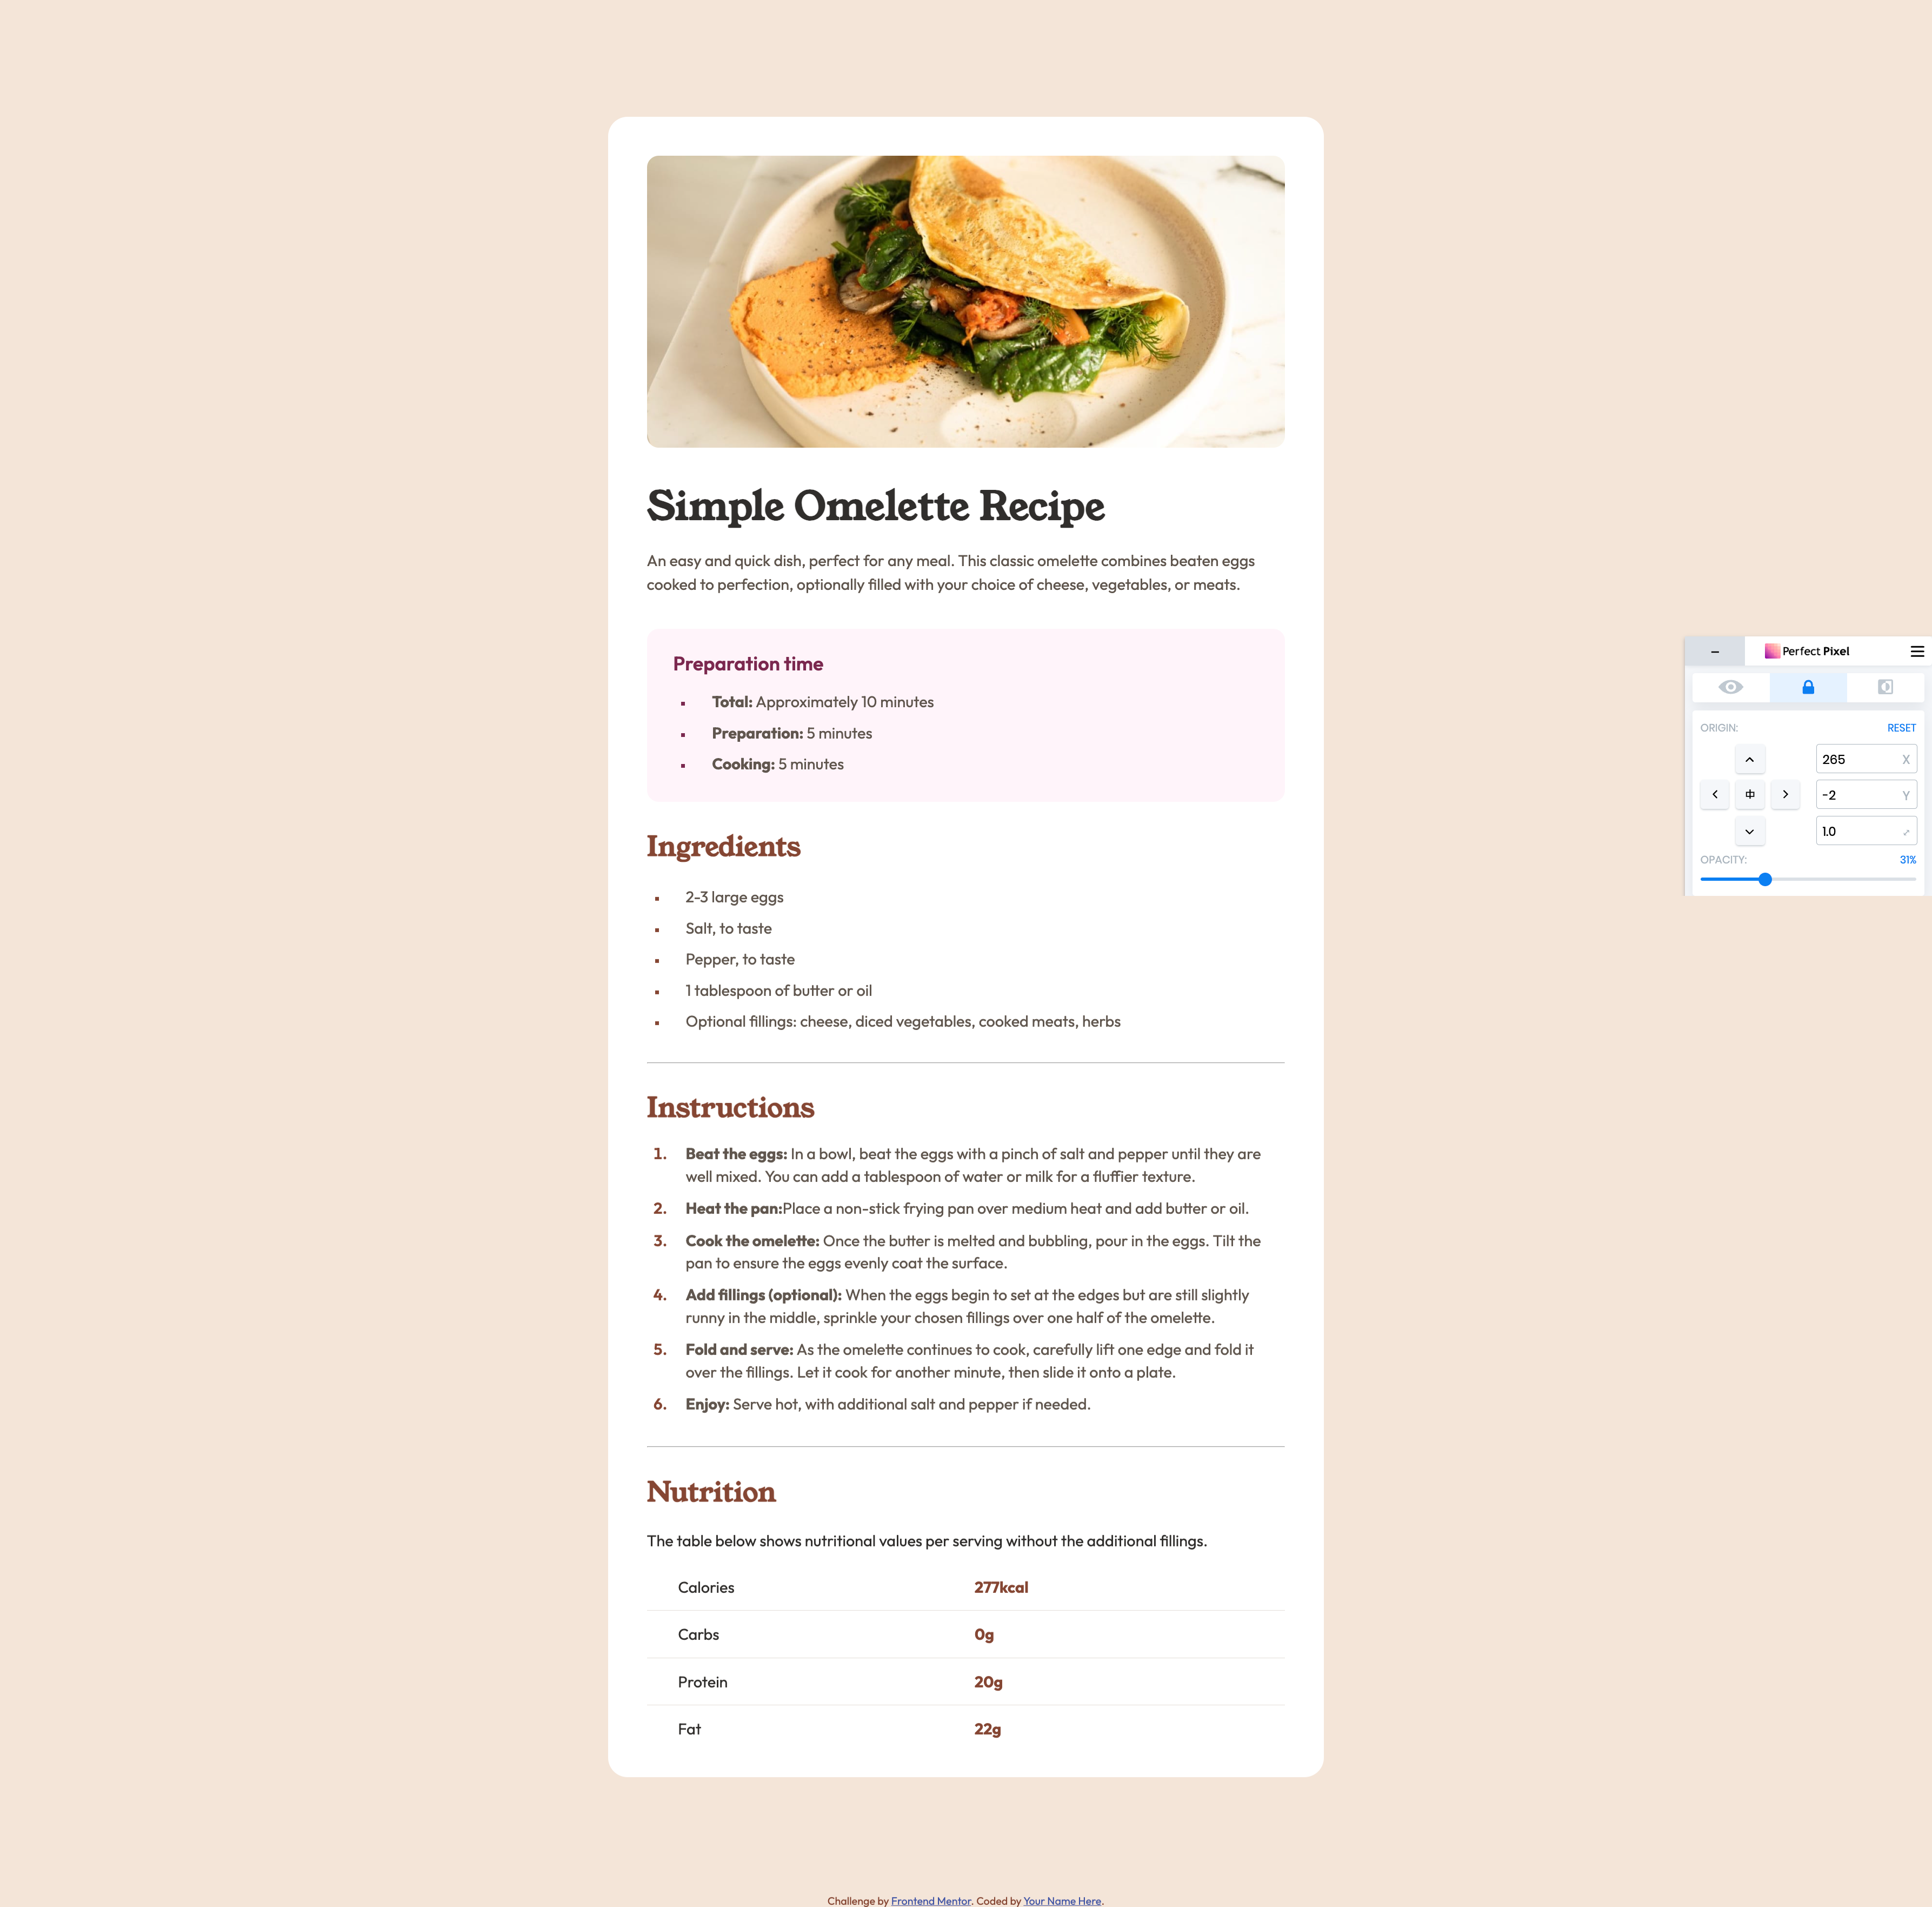 Simple Omelette Recipe
An easy and quick dish, perfect for any meal. This classic omelette combines beaten eggs
cooked to perfection, optionally filled with your choice of cheese, vegetables, or meats.
Preparation time
Total: Approximately 10 minutes
Preparation: 5 minutes
Cooking: 5 minutes
Ingredients
2-3 large eggs
Salt, to taste
Pepper, to taste
1 tablespoon of butter or oil
Optional fillings: cheese, diced vegetables, cooked meats, herbs
Instructions
1. Beat the eggs: In a bowl, beat the eggs with a pinch of salt and pepper until they are
well mixed. You can add a tablespoon of water or milk for a fluffier texture.
2. Heat the pan:Place a non-stick frying pan over medium heat and add butter or oil.
3. Cook the omelette: Once the butter is melted and bubbling, pour in the eggs. Tilt the
pan to ensure the eggs evenly coat the surface.
4. Add fillings (optional): When the eggs begin to set at the edges but are still slightly
runny in the middle, sprinkle your chosen fillings over one half of the omelette.
5. Fold and serve: As the omelette continues to cook, carefully lift one edge and fold it
over the fillings. Let it cook for another minute, then slide it onto a plate.
6. Enjoy: Serve hot, with additional salt and pepper if needed.
Nutrition
The table below shows nutritional values per serving without the additional fillings.
Calories 277kcal
Carbs 0g
Protein 20g
Fat 22g
Challenge by Frontend Mentor. Coded by Your Name Here.
Perfect Pixel
ORIGIN: RESET
265 X
-2 Y
1.0
OPACITY: 31%